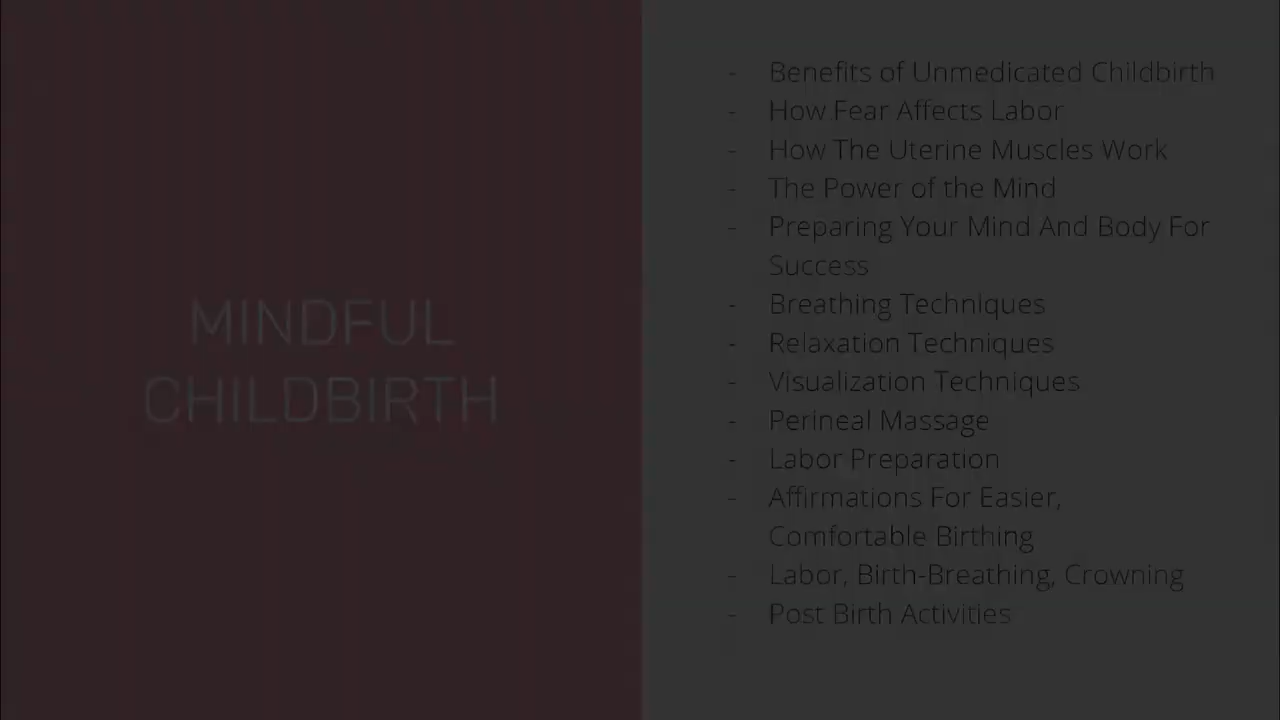 MINDFUL
CHILDBIRTH
- Benefits of Unmedicated Childbirth
- How Fear Affects Labor
- How The Uterine Muscles Work
- The Power of the Mind
- Preparing Your Mind And Body For
Success
- Breathing Techniques
- Relaxation Techniques
- Visualization Techniques
- Perineal Massage
- Labor Preparation
- Affirmations For Easier,
Comfortable Birthing
- Labor, Birth-Breathing, Crowning
- Post Birth Activities